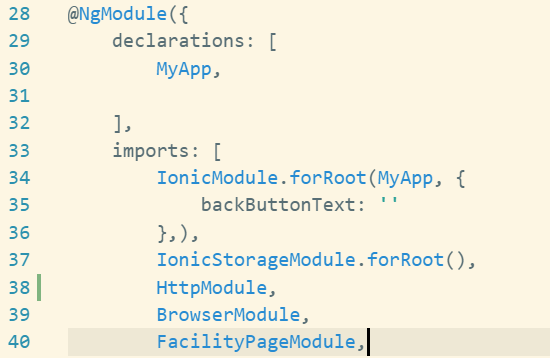 28 @NgModule({
29 declarations: [
30 MyApp,
31
32 ],
33 imports: [
34 IonicModule.forRoot(MyApp, {
35 backButtonText: ''
36 },),
37 IonicStorageModule.forRoot(),
38 HttpModule,
39 BrowserModule,
40 FacilityPageModule,